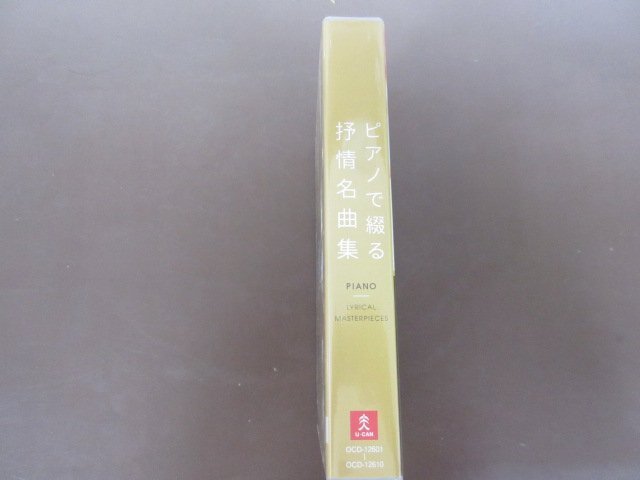 ピアノで綴る
抒情名曲集
PIANO
LYRICAL
MASTERPIECES
U-CAN
OCD-12601
|
OCD-12610